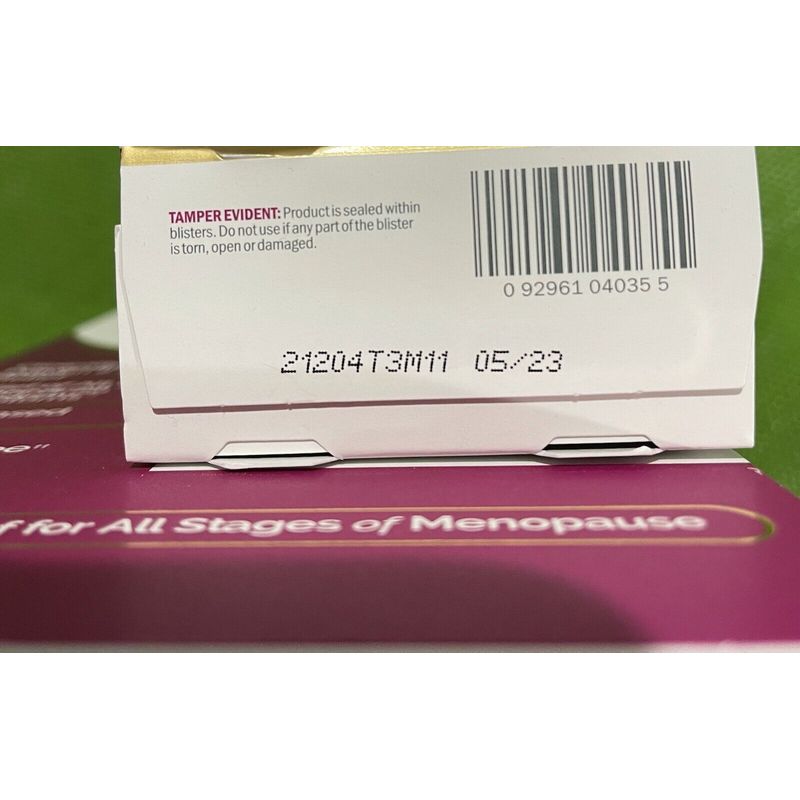 TAMPER EVIDENT: Product is sealed within
blisters. Do not use if any part of the blister
is torn, open or damaged.
0 92961 04035 5
21204T3M11 05/23
for All Stages of Menopause